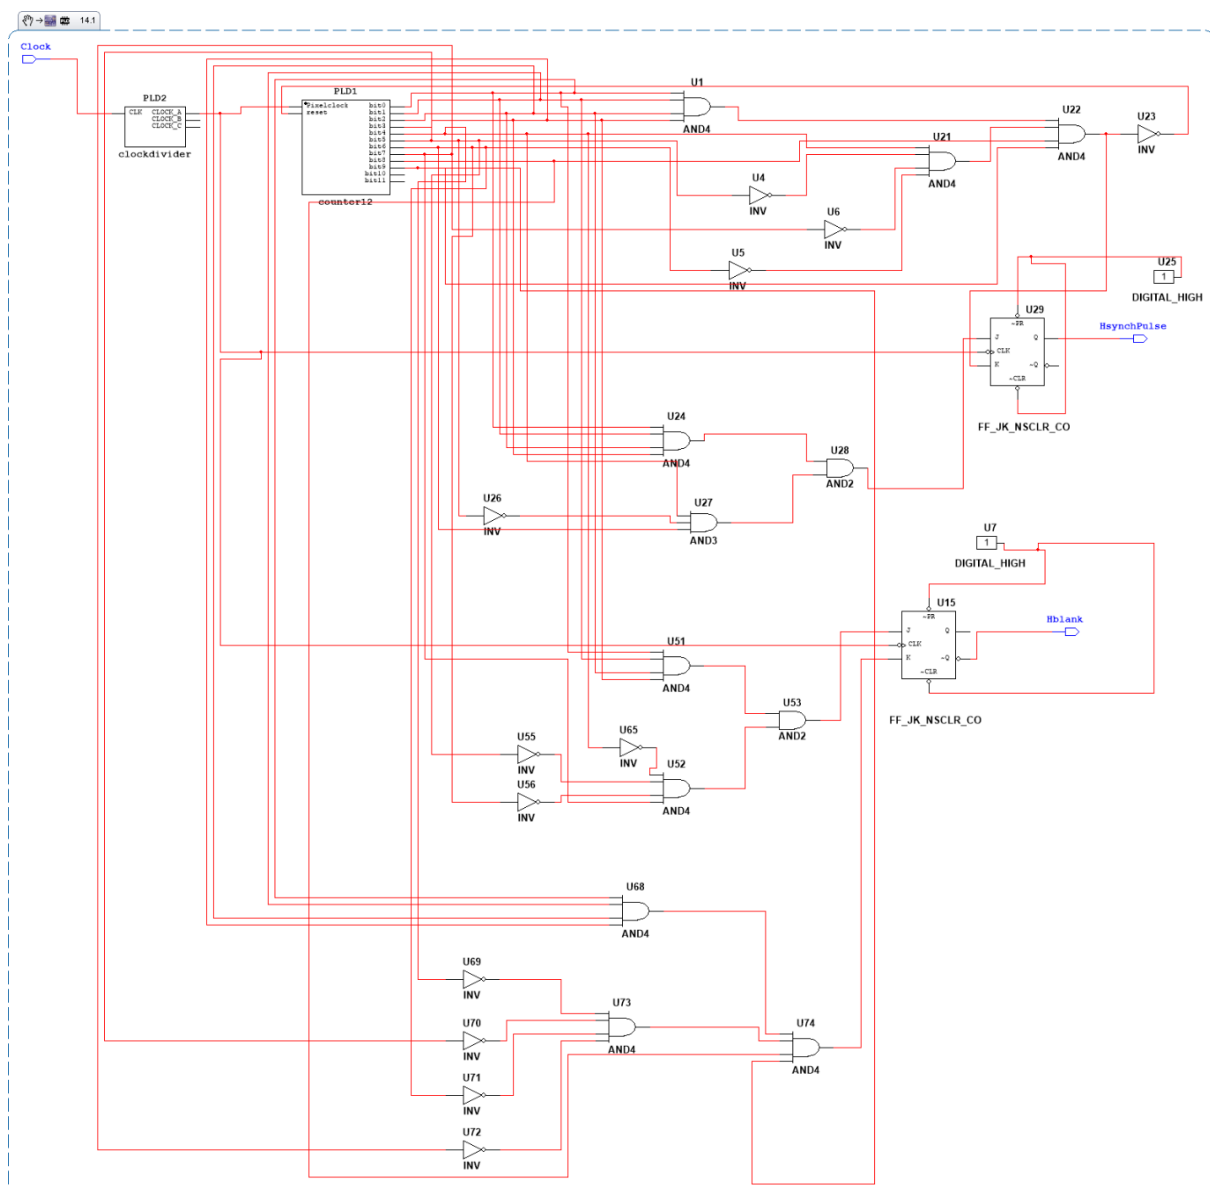 14.1
Clock
PLD2
CLK CLOCK_A
CLOCK_B
CLOCK_C
clockdivider
PLD1
Pixelclock bit0
reset bit1
bit2
bit3
bit4
bit5
bit6
bit7
bit8
bit9
bit10
bit11
counter12
U1
AND4
U22
AND4
U23
INV
U21
AND4
U4
INV
U6
INV
U5
INV
U25
1
DIGITAL_HIGH
U29
~PR
J Q
CLK
K ~Q
~CLR
FF_JK_NSCLR_CO
HsynchPulse
U24
AND4
U28
AND2
U26
INV
U27
AND3
U7
1
DIGITAL_HIGH
U15
~PR
J Q
CLK
K ~Q
~CLR
FF_JK_NSCLR_CO
Hblank
U51
AND4
U53
AND2
U65
INV
U55
INV
U52
AND4
U56
INV
U68
AND4
U69
INV
U73
AND4
U70
INV
U74
AND4
U71
INV
U72
INV